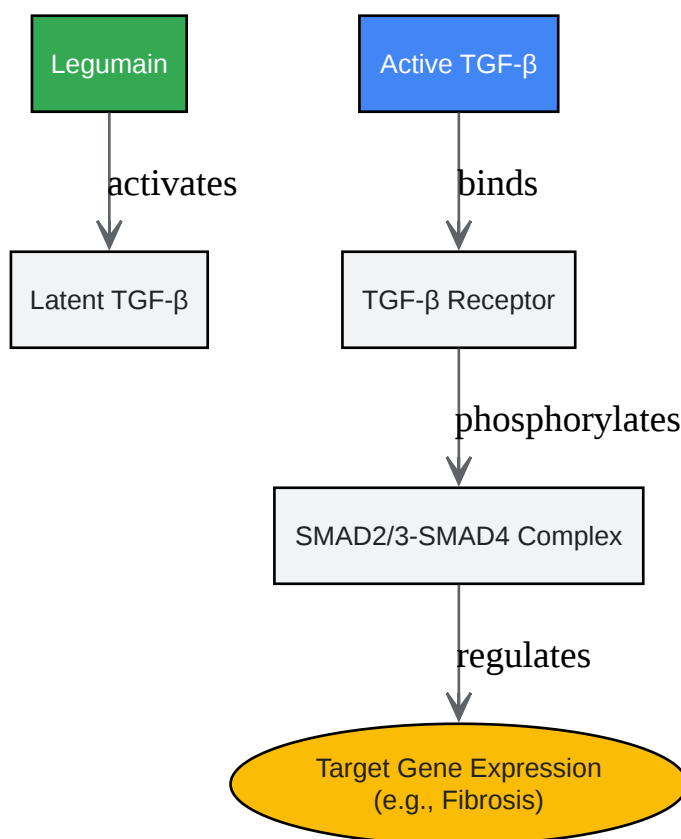 Legumain
Active TGF-β
activates
binds
Latent TGF-β
TGF-β Receptor
phosphorylates
SMAD2/3-SMAD4 Complex
regulates
Target Gene Expression
(e.g., Fibrosis)